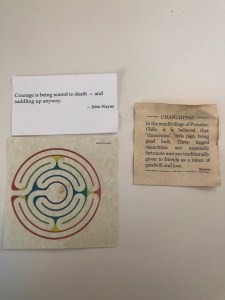 Courage is being scared to death — and
saddling up anyway.
— John Wayne
CHANCHITOS
In the small village of Pomaire,
Chile, it is believed that
"chanchitos", little pigs, bring
good luck. Three legged
chanchitos are especially
fortunate and are traditionally
given to friends as a token of
goodwill and love.